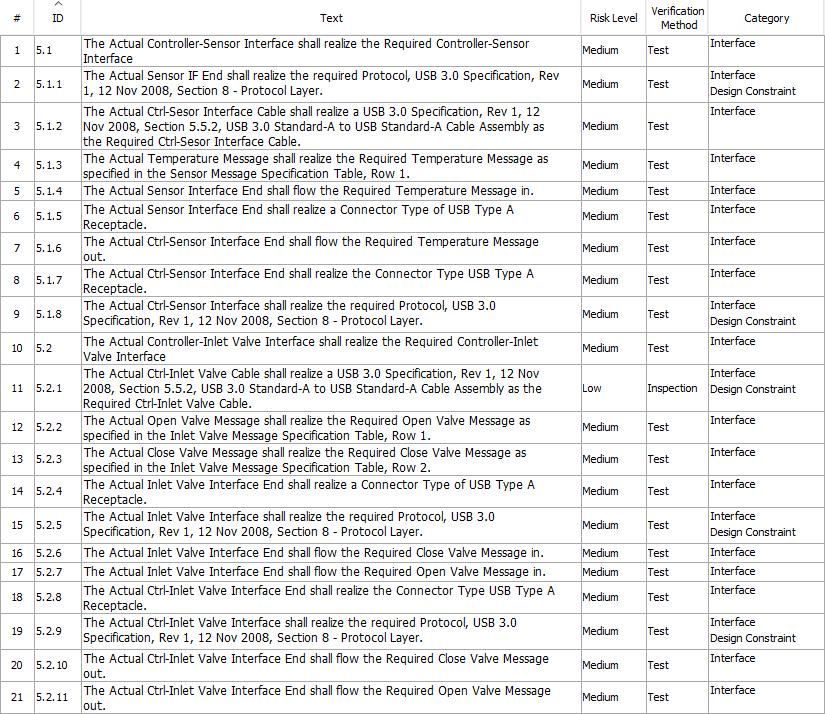 # ID Text Risk Level Verification Method Category
1 5.1 The Actual Controller-Sensor Interface shall realize the Required Controller-Sensor Medium Test Interface
Interface
2 5.1.1 The Actual Sensor IF End shall realize the required Protocol, USB 3.0 Specification, Rev Medium Test Interface
1, 12 Nov 2008, Section 8 - Protocol Layer. Design Constraint
3 5.1.2 The Actual Ctrl-Sesor Interface Cable shall realize a USB 3.0 Specification, Rev 1, 12 Medium Test Interface
Nov 2008, Section 5.5.2, USB 3.0 Standard-A to USB Standard-A Cable Assembly as
the Required Ctrl-Sesor Interface Cable.
4 5.1.3 The Actual Temperature Message shall realize the Required Temperature Message as Medium Test Interface
specified in the Sensor Message Specification Table, Row 1.
5 5.1.4 The Actual Sensor Interface End shall flow the Required Temperature Message in. Medium Test Interface
6 5.1.5 The Actual Sensor Interface End shall realize a Connector Type of USB Type A Medium Test Interface
Receptacle.
7 5.1.6 The Actual Ctrl-Sensor Interface End shall flow the Required Temperature Message Medium Test Interface
out.
8 5.1.7 The Actual Ctrl-Sensor Interface End shall realize the Connector Type USB Type A Medium Test Interface
Receptacle.
9 5.1.8 The Actual Ctrl-Sensor Interface shall realize the required Protocol, USB 3.0 Medium Test Interface
Specification, Rev 1, 12 Nov 2008, Section 8 - Protocol Layer. Design Constraint
10 5.2 The Actual Controller-Inlet Valve Interface shall realize the Required Controller-Inlet Medium Test Interface
Valve Interface
11 5.2.1 The Actual Ctrl-Inlet Valve Cable shall realize a USB 3.0 Specification, Rev 1, 12 Nov Low Inspection Interface
2008, Section 5.5.2, USB 3.0 Standard-A to USB Standard-A Cable Assembly as the Design Constraint
Required Ctrl-Inlet Valve Cable.
12 5.2.2 The Actual Open Valve Message shall realize the Required Open Valve Message as Medium Test Interface
specified in the Inlet Valve Message Specification Table, Row 1.
13 5.2.3 The Actual Close Valve Message shall realize the Required Close Valve Message as Medium Test Interface
specified in the Inlet Valve Message Specification Table, Row 2.
14 5.2.4 The Actual Inlet Valve Interface End shall realize a Connector Type of USB Type A Medium Test Interface
Receptacle.
15 5.2.5 The Actual Inlet Valve Interface shall realize the required Protocol, USB 3.0 Medium Test Interface
Specification, Rev 1, 12 Nov 2008, Section 8 - Protocol Layer. Design Constraint
16 5.2.6 The Actual Inlet Valve Interface End shall flow the Required Close Valve Message in. Medium Test Interface
17 5.2.7 The Actual Inlet Valve Interface End shall flow the Required Open Valve Message in. Medium Test Interface
18 5.2.8 The Actual Ctrl-Inlet Valve Interface End shall realize the Connector Type USB Type A Medium Test Interface
Receptacle.
19 5.2.9 The Actual Ctrl-Inlet Valve Interface shall realize the required Protocol, USB 3.0 Medium Test Interface
Specification, Rev 1, 12 Nov 2008, Section 8 - Protocol Layer. Design Constraint
20 5.2.10 The Actual Ctrl-Inlet Valve Interface End shall flow the Required Close Valve Message Medium Test Interface
out.
21 5.2.11 The Actual Ctrl-Inlet Valve Interface End shall flow the Required Open Valve Message Medium Test Interface
out.